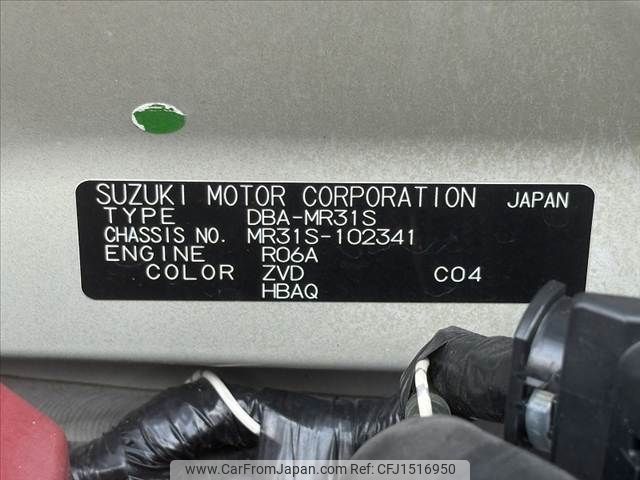 SUZUKI MOTOR CORPORATION JAPAN
TYPE DBA-MR31S
CHASSIS NO. MR31S-102341
ENGINE R06A
COLOR ZVD C04
HBAQ
www.CarFromJapan.com - CFJ1516950